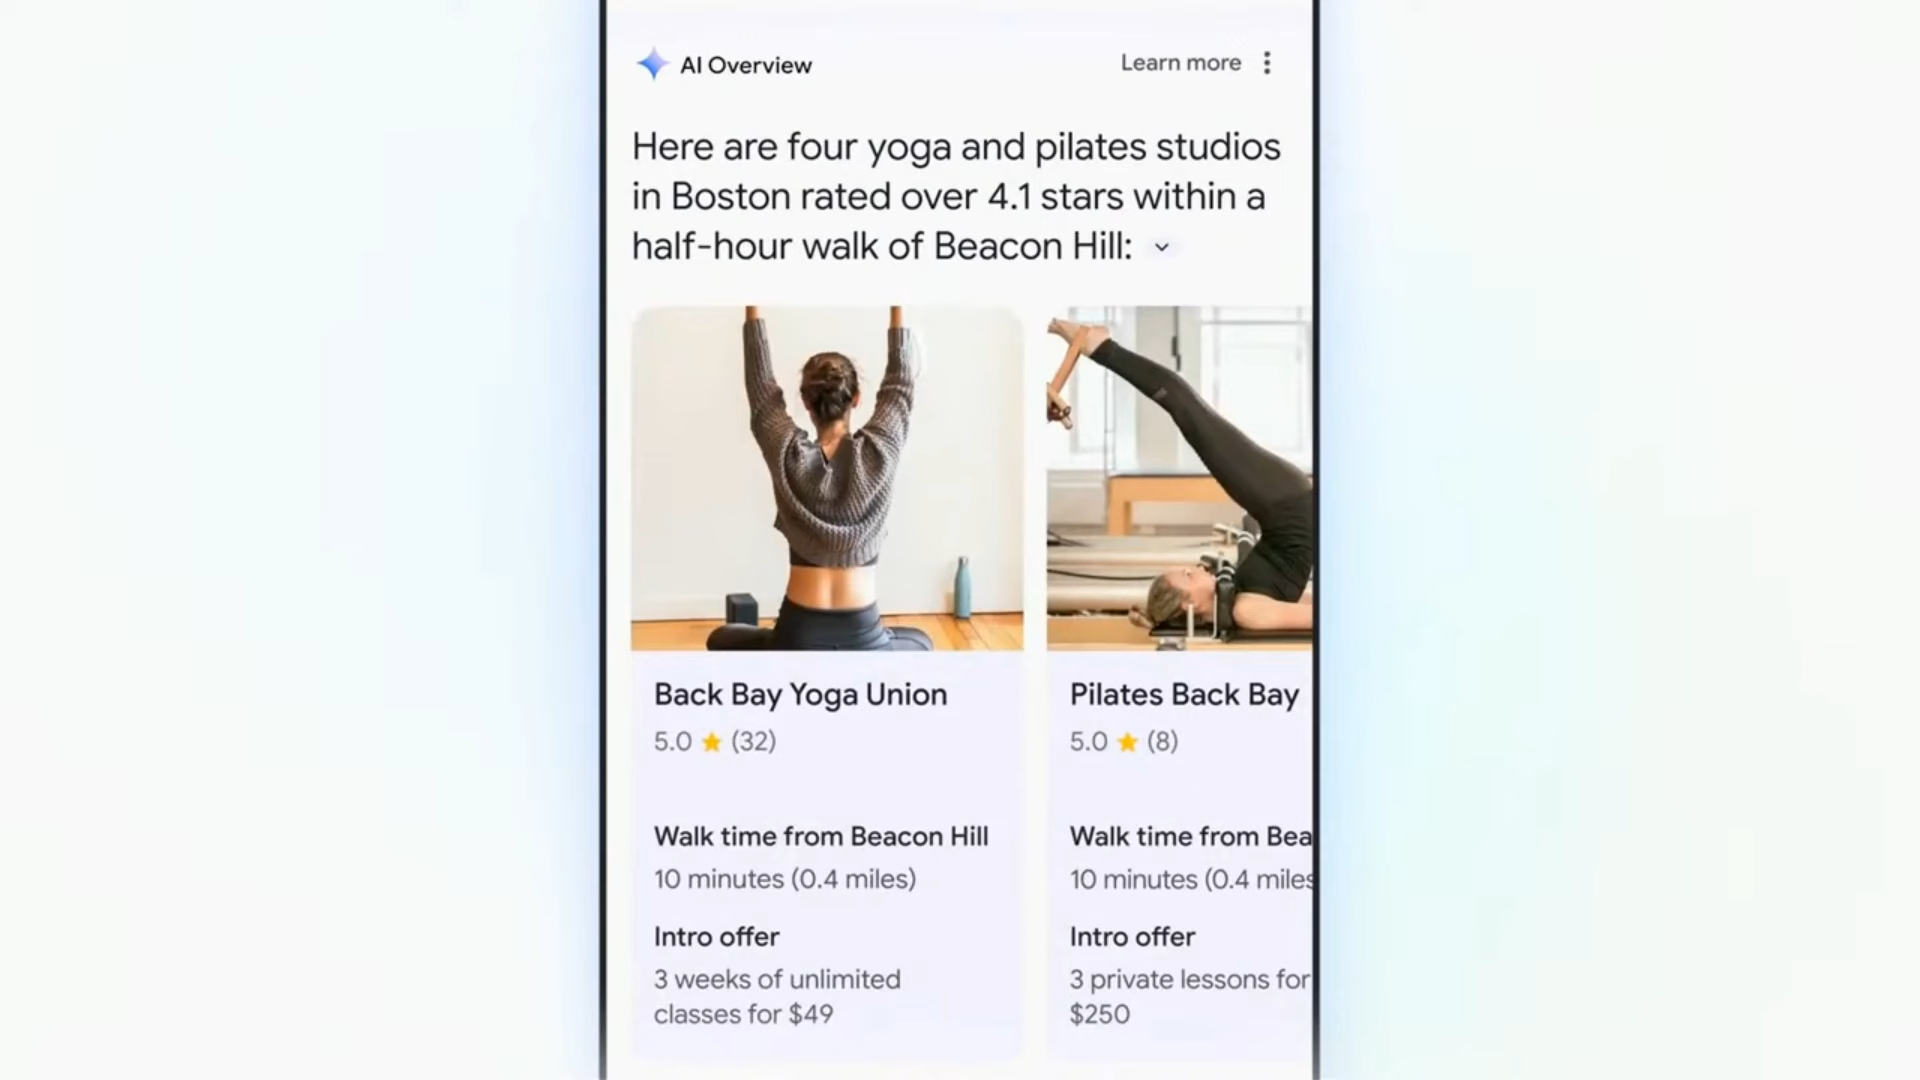 AI Overview
Learn more
Here are four yoga and pilates studios
in Boston rated over 4.1 stars within a
half-hour walk of Beacon Hill:
Back Bay Yoga Union
5.0 ★ (32)
Walk time from Beacon Hill
10 minutes (0.4 miles)
Intro offer
3 weeks of unlimited
classes for $49
Pilates Back Bay
5.0 ★ (8)
Walk time from Bea
10 minutes (0.4 miles
Intro offer
3 private lessons for
$250